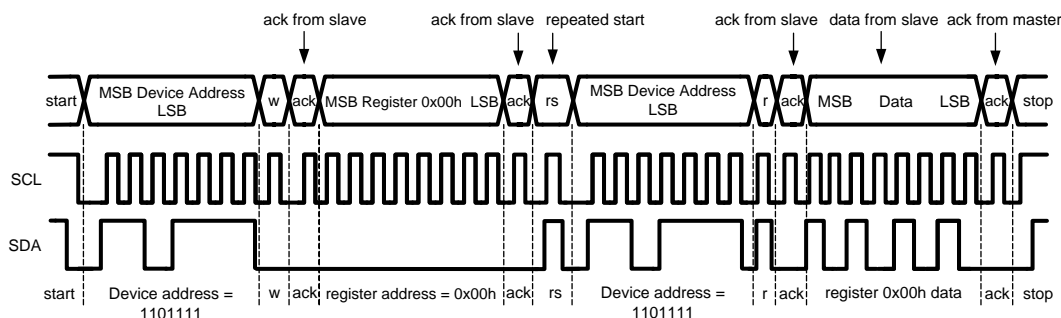 ack from slave
ack from slave
repeated start
ack from slave
data from slave
ack from master
start
MSB Device Address
LSB
w
ack
MSB Register 0x00h LSB
ack
rs
MSB Device Address
LSB
r
ack
MSB Data LSB
ack
stop
SCL
SDA
start
Device address =
1101111
w
ack
register address = 0x00h
ack
rs
Device address =
1101111
r
ack
register 0x00h data
ack
stop